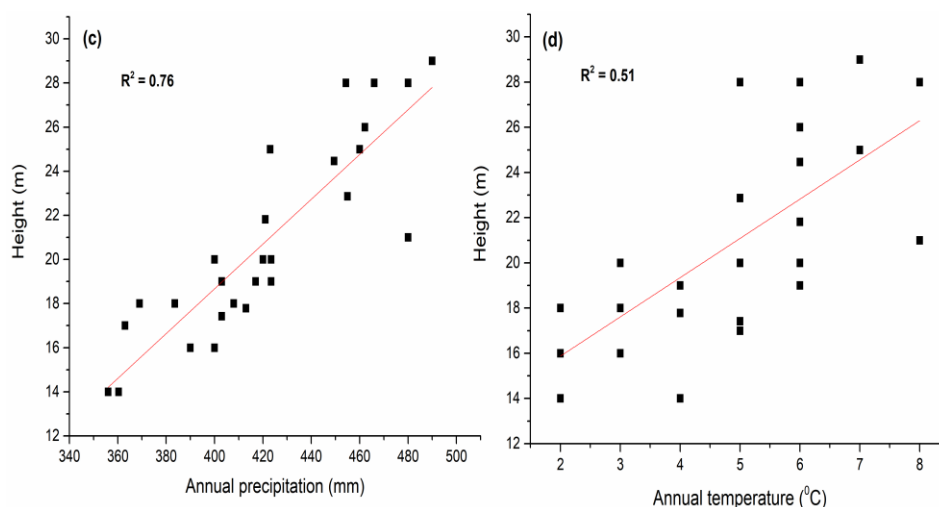 (c)
R² = 0.76
30
28
26
24
22
20
18
16
14
12
Height (m)
340 360 380 400 420 440 460 480 500
Annual precipitation (mm)
(d)
R² = 0.51
30
28
26
24
22
20
18
16
14
12
Height (m)
2 3 4 5 6 7 8
Annual temperature (⁰C)